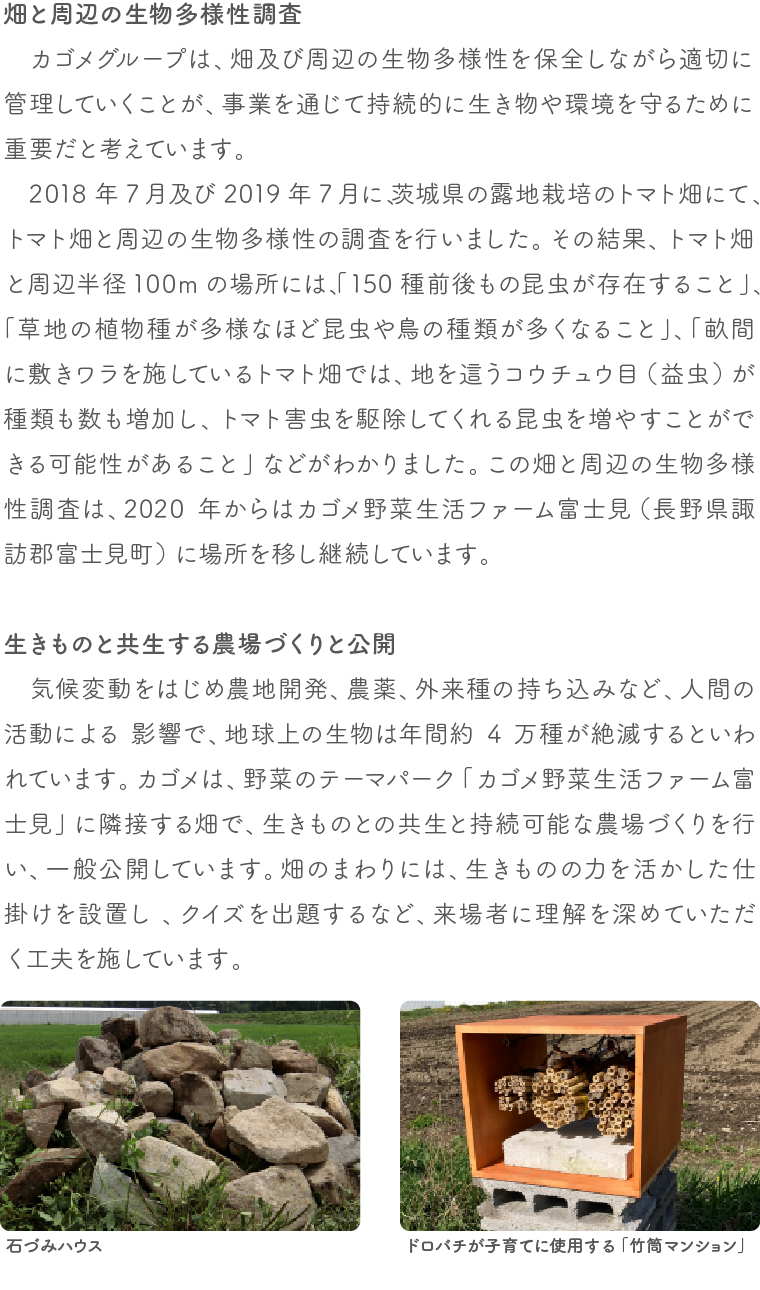 畑と周辺の生物多様性調査
カゴメグループは、畑及び周辺の生物多様性を保全しながら適切に
管理していくことが、事業を通じて持続的に生き物や環境を守るために
重要だと考えています。
2018 年 7 月及び 2019 年 7 月に、茨城県の露地栽培のトマト畑にて、
トマト畑と周辺の生物多様性の調査を行いました。その結果、トマト畑
と周辺半径 100m の場所には、「150 種前後もの昆虫が存在すること」、
「草地の植物種が多様なほど昆虫や鳥の種類が多くなること」、「畝間
に敷きワラを施しているトマト畑では、地を這うコウチュウ目（益虫）が
種類も数も増加し、トマト害虫を駆除してくれる昆虫を増やすことがで
きる可能性があること」などがわかりました。この畑と周辺の生物多様
性調査は、2020 年からはカゴメ野菜生活ファーム富士見（長野県諏
訪郡富士見町）に場所を移し継続しています。
生きものと共生する農場づくりと公開
気候変動をはじめ農地開発、農薬、外来種の持ち込みなど、人間の
活動による 影響で、地球上の生物は年間約 4 万種が絶滅するといわ
れています。カゴメは、野菜のテーマパーク「カゴメ野菜生活ファーム富
士見」に隣接する畑で、生きものとの共生と持続可能な農場づくりを行
い、一般公開しています。畑のまわりには、生きものの力を活かした仕
掛けを設置し 、クイズを出題するなど、来場者に理解を深めていただ
く工夫を施しています。
石づみハウス
ドロバチが子育てに使用する「竹筒マンション」